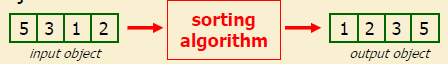 5 3 1 2
input object
sorting
algorithm
1 2 3 5
output object